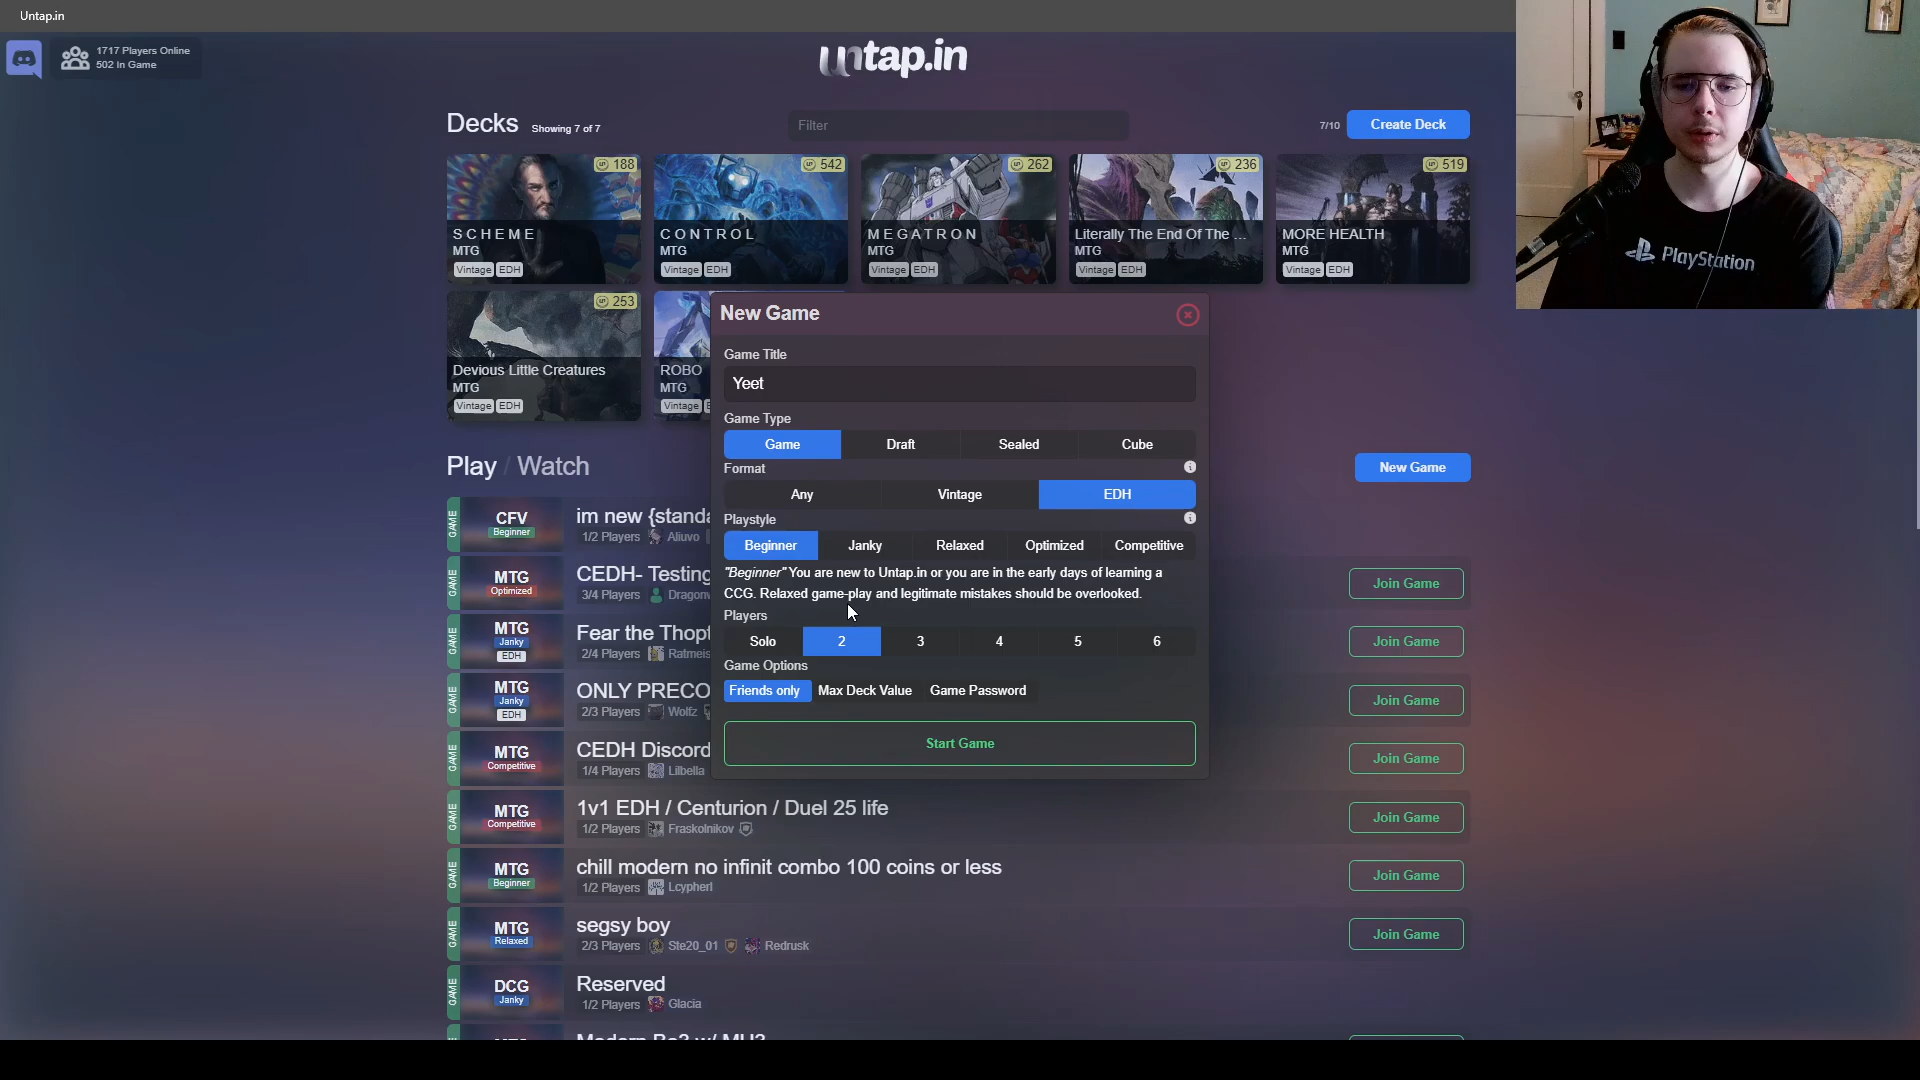 Untap.in
1717 Players Online
502 In Game
untap.in
Decks Showing 7 of 7
Filter
7/10
Create Deck
188
S C H E M E
MTG
Vintage EDH
542
C O N T R O L
MTG
Vintage EDH
262
M E G A T R O N
MTG
Vintage EDH
236
Literally The End Of The ...
MTG
Vintage EDH
519
MORE HEALTH
MTG
Vintage EDH
253
Devious Little Creatures
MTG
Vintage EDH
ROBO
MTG
Vintage
PlayStation
New Game
Game Title
Yeet
Game Type
Game Draft Sealed Cube
Format
Any Vintage EDH
Playstyle
Beginner Janky Relaxed Optimized Competitive
"Beginner" You are new to Untap.in or you are in the early days of learning a
CCG. Relaxed game-play and legitimate mistakes should be overlooked.
Players
Solo 2 3 4 5 6
Game Options
Friends only Max Deck Value Game Password
Start Game
Play / Watch
New Game
GAME
CFV
Beginner
im new {standa
1/2 Players Aliuvo
GAME
MTG
Optimized
CEDH- Testing
3/4 Players Dragonw
Join Game
GAME
MTG
Janky
EDH
Fear the Thopt
2/4 Players Ratmeis
Join Game
GAME
MTG
Janky
EDH
ONLY PRECO
2/3 Players Wolfz
Join Game
GAME
MTG
Competitive
CEDH Discord
1/4 Players Lilbella
Join Game
GAME
MTG
Competitive
1v1 EDH / Centurion / Duel 25 life
1/2 Players Fraskolnikov
Join Game
GAME
MTG
Beginner
chill modern no infinit combo 100 coins or less
1/2 Players Lcypherl
Join Game
GAME
MTG
Relaxed
segsy boy
2/3 Players Ste20_01 Redrusk
Join Game
GAME
DCG
Janky
Reserved
1/2 Players Glacia